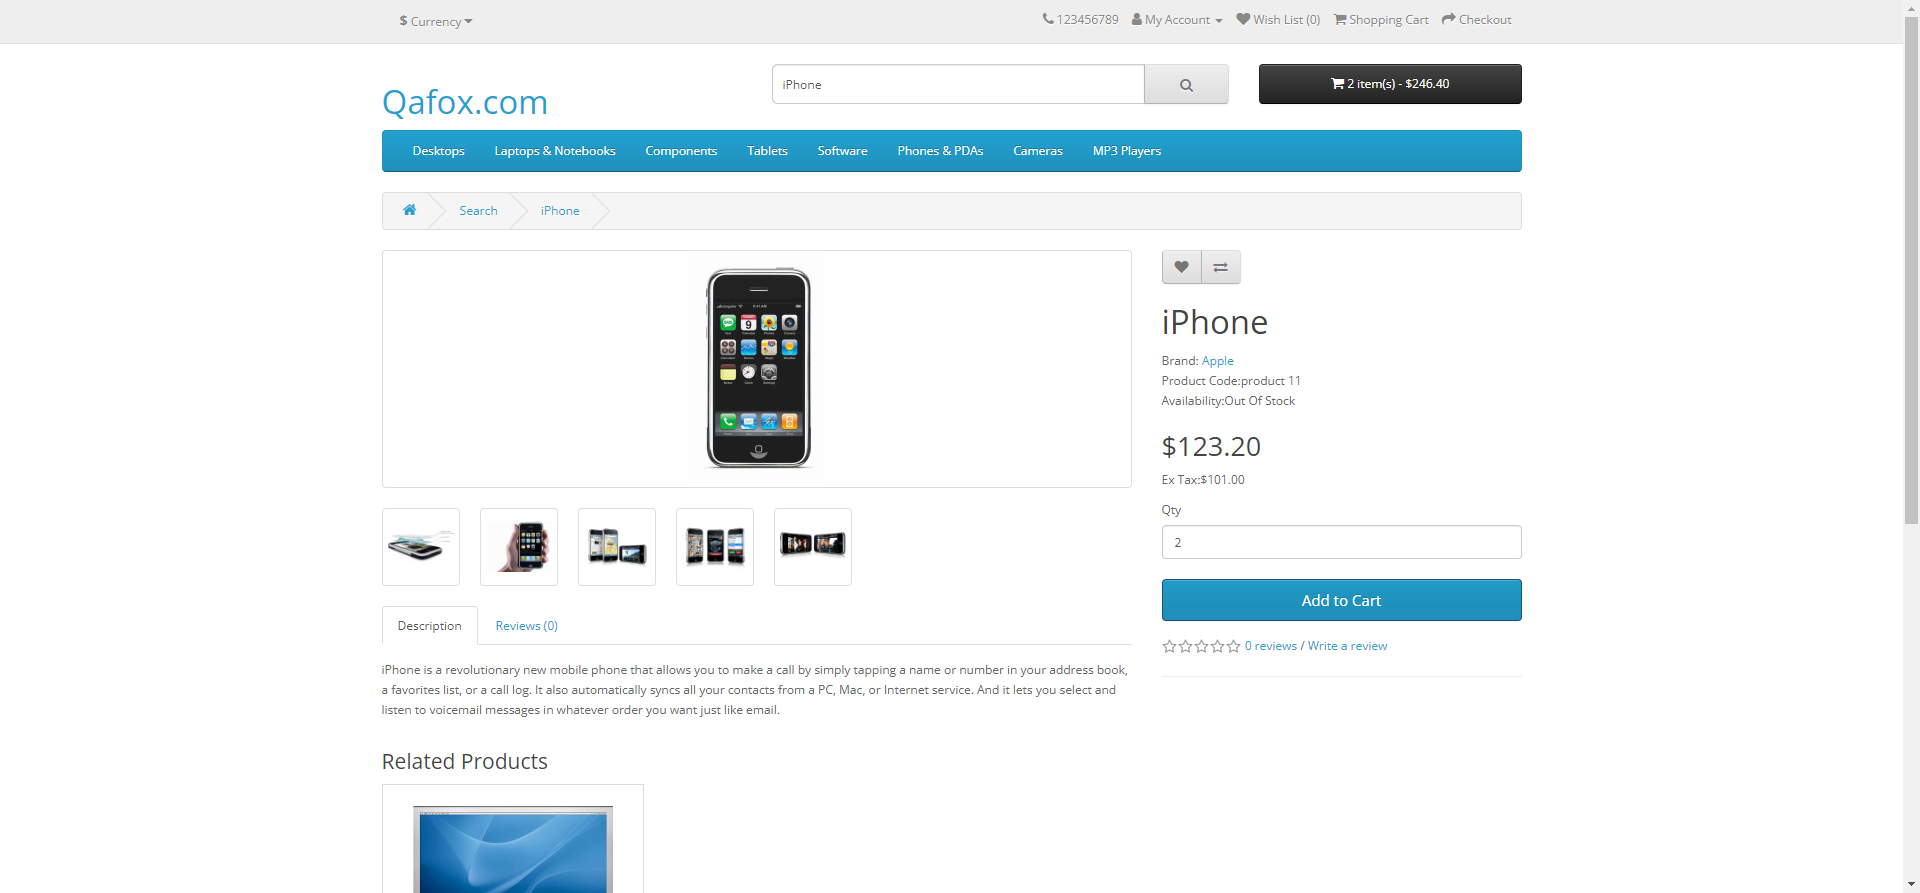 $ Currency
123456789 My Account Wish List (0) Shopping Cart Checkout
Qafox.com
iPhone
2 item(s) - $246.40
Desktops Laptops & Notebooks Components Tablets Software Phones & PDAs Cameras MP3 Players
Search iPhone
iPhone
Brand: Apple
Product Code:product 11
Availability:Out Of Stock
$123.20
Ex Tax:$101.00
Qty
2
Add to Cart
0 reviews / Write a review
Description Reviews (0)
iPhone is a revolutionary new mobile phone that allows you to make a call by simply tapping a name or number in your address book,
a favorites list, or a call log. It also automatically syncs all your contacts from a PC, Mac, or Internet service. And it lets you select and
listen to voicemail messages in whatever order you want just like email.
Related Products